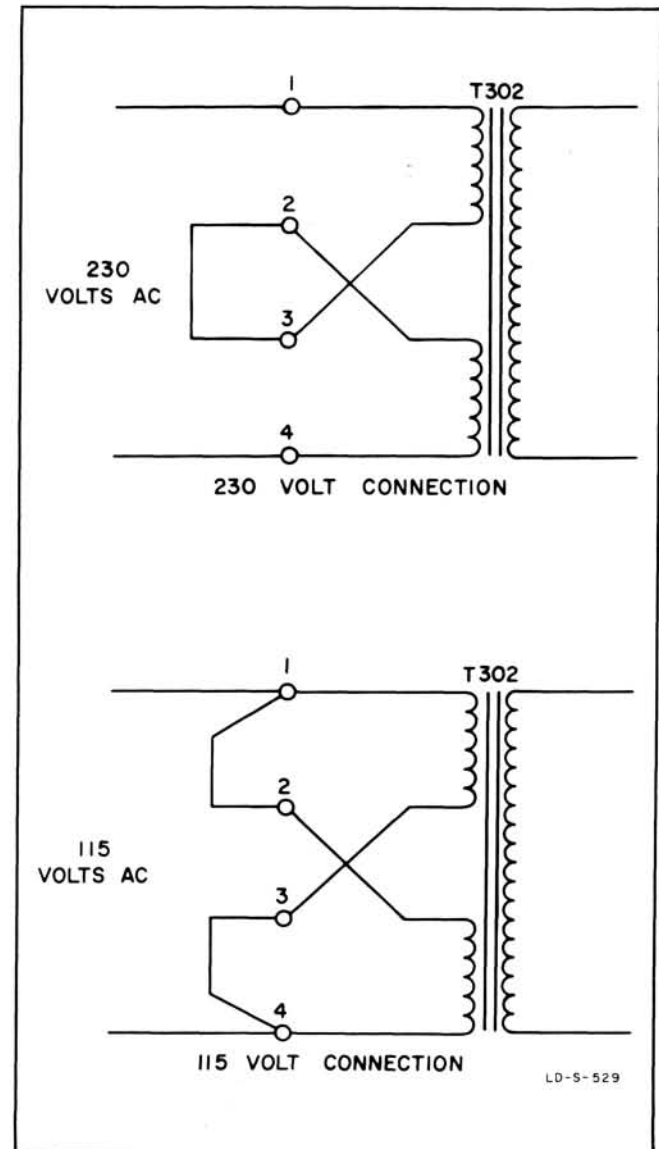 1
T302
2
230
VOLTS AC
3
4
230 VOLT CONNECTION
1
T302
2
115
VOLTS AC
3
4
115 VOLT CONNECTION
LD-S-529